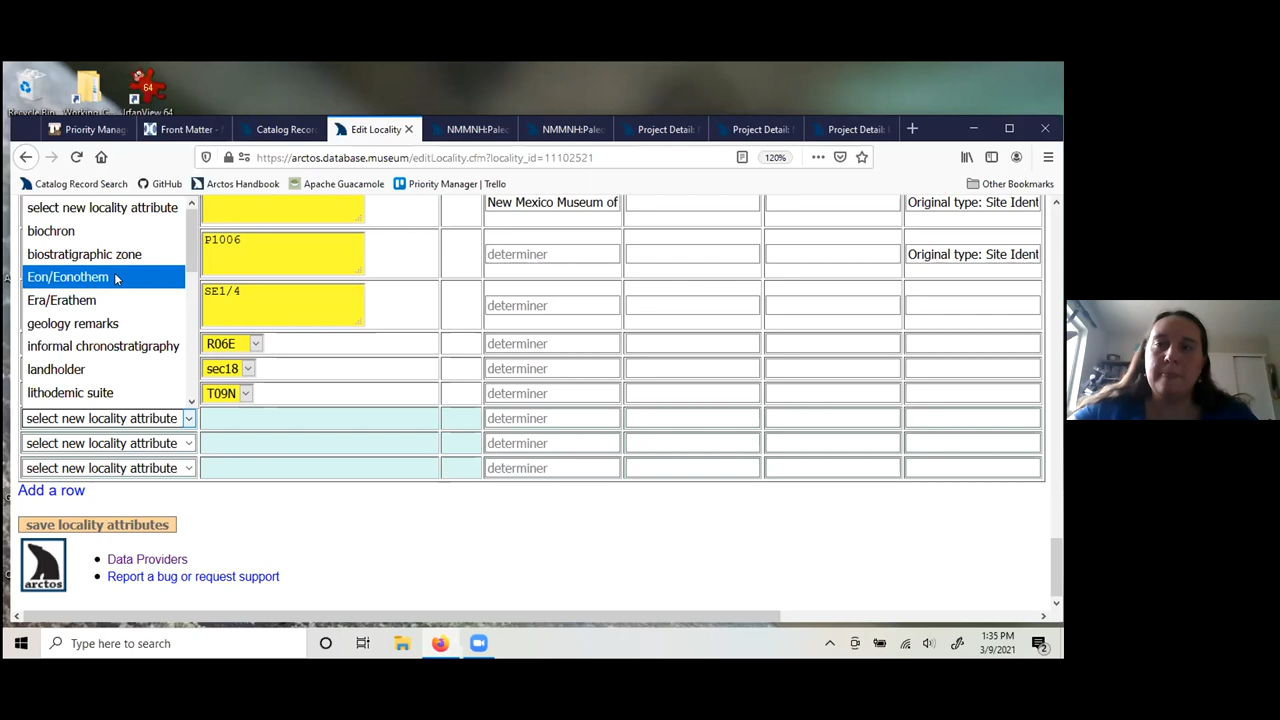 64
Recycle Bin
IrfanView 64
Priority Manag
Front Matter -
Catalog Recor
Edit Locality
NMMNH:Pale
NMMNH:Pale
Project Detail:
Project Detail:
Project Detail:
https://arctos.database.museum/editLocality.cfm?locality_id=11102521
120%
Catalog Record Search
GitHub
Arctos Handbook
Apache Guacamole
Priority Manager | Trello
Other Bookmarks
select new locality attribute
New Mexico Museum of
Original type: Site Ident
biochron
biostratigraphic zone
P1006
determiner
Original type: Site Ident
Eon/Eonothem
Era/Erathem
SE1/4
determiner
geology remarks
informal chronostratigraphy
R06E
determiner
landholder
sec18
determiner
lithodemic suite
T09N
determiner
select new locality attribute
determiner
select new locality attribute
determiner
select new locality attribute
determiner
Add a row
save locality attributes
arctos
Data Providers
Report a bug or request support
Type here to search
1:35 PM
3/9/2021
2